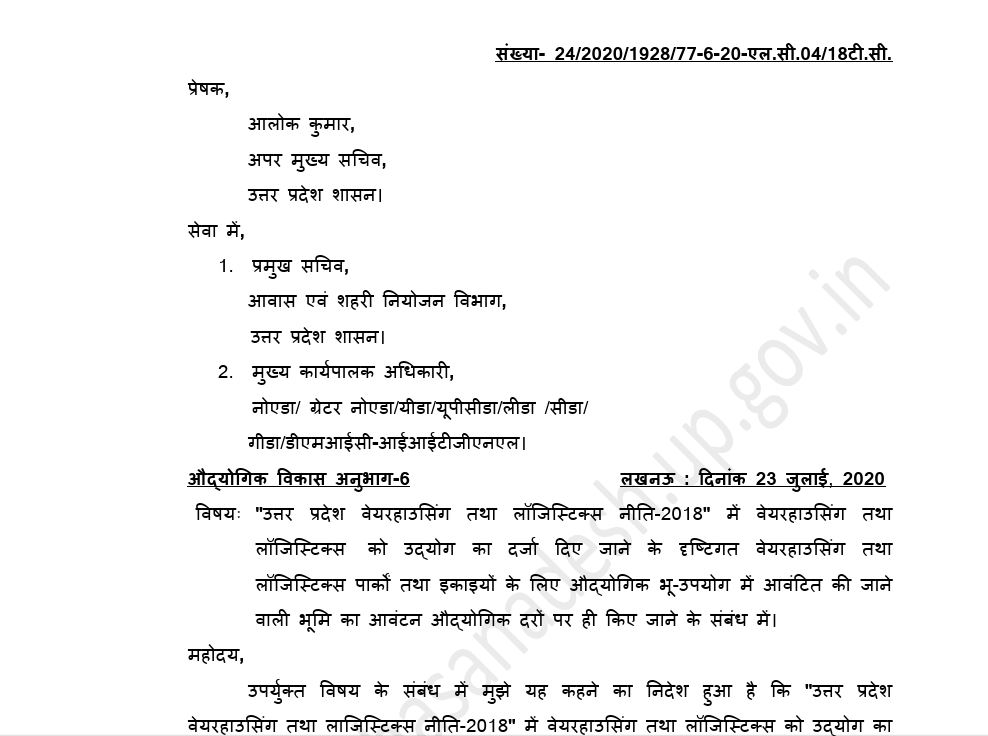 संख्या- 24/2020/1928/77-6-20-एल.सी.04/18टी.सी.
प्रेषक,
आलोक कुमार,
अपर मुख्य सचिव,
उत्तर प्रदेश शासन।
सेवा में,
1. प्रमुख सचिव,
आवास एवं शहरी नियोजन विभाग,
उत्तर प्रदेश शासन।
2. मुख्य कार्यपालक अधिकारी,
नोएडा/ ग्रेटर नोएडा/यीडा/यूपीसीडा/लीडा /सीडा/
गीडा/डीएमआईसी-आईआईटीजीएनएल।
औद्योगिक विकास अनुभाग-6 लखनऊ : दिनांक 23 जुलाई, 2020
विषयः "उत्तर प्रदेश वेयरहाउसिंग तथा लॉजिस्टिक्स नीति-2018" में वेयरहाउसिंग तथा
लॉजिस्टिक्स को उद्योग का दर्जा दिए जाने के दृष्टिगत वेयरहाउसिंग तथा
लॉजिस्टिक्स पार्कों तथा इकाइयों के लिए औद्योगिक भू-उपयोग में आवंटित की जाने
वाली भूमि का आवंटन औद्योगिक दरों पर ही किए जाने के संबंध में।
महोदय,
उपर्युक्त विषय के संबंध में मुझे यह कहने का निदेश हुआ है कि "उत्तर प्रदेश
वेयरहाउसिंग तथा लाजिस्टिक्स नीति-2018" में वेयरहाउसिंग तथा लॉजिस्टिक्स को उद्योग का
asanadesh.up.gov.in